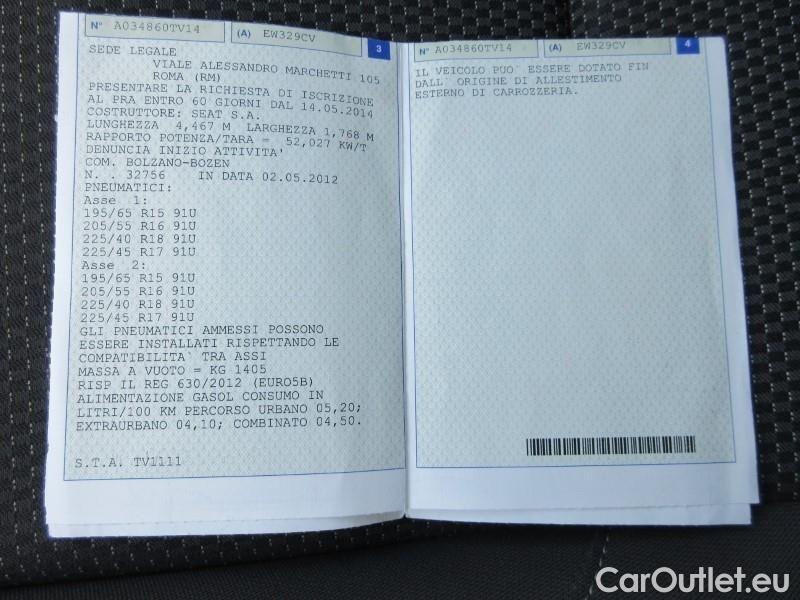 N° A034860TV14 (A) EW329CV 3
SEDE LEGALE
VIALE ALESSANDRO MARCHETTI 105
ROMA (RM)
PRESENTARE LA RICHIESTA DI ISCRIZIONE
AL PRA ENTRO 60 GIORNI DAL 14.05.2014
COSTRUTTORE: SEAT S.A.
LUNGHEZZA 4,467 M LARGHEZZA 1,768 M
RAPPORTO POTENZA/TARA = 52,027 KW/T
DENUNCIA INIZIO ATTIVITA'
COM. BOLZANO-BOZEN
N. . 32756 IN DATA 02.05.2012
PNEUMATICI:
Asse 1:
195/65 R15 91U
205/55 R16 91U
225/40 R18 91U
225/45 R17 91U
Asse 2:
195/65 R15 91U
205/55 R16 91U
225/40 R18 91U
225/45 R17 91U
GLI PNEUMATICI AMMESSI POSSONO
ESSERE INSTALLATI RISPETTANDO LE
COMPATIBILITA` TRA ASSI
MASSA A VUOTO = KG 1405
RISP IL REG 630/2012 (EURO5B)
ALIMENTAZIONE GASOL CONSUMO IN
LITRI/100 KM PERCORSO URBANO 05,20;
EXTRAURBANO 04,10; COMBINATO 04,50.
S.T.A. TV1111
N° A034860TV14 (A) EW329CV 4
IL VEICOLO PUO` ESSERE DOTATO FIN
DALL` ORIGINE DI ALLESTIMENTO
ESTERNO DI CARROZZERIA.
CarOutlet.eu